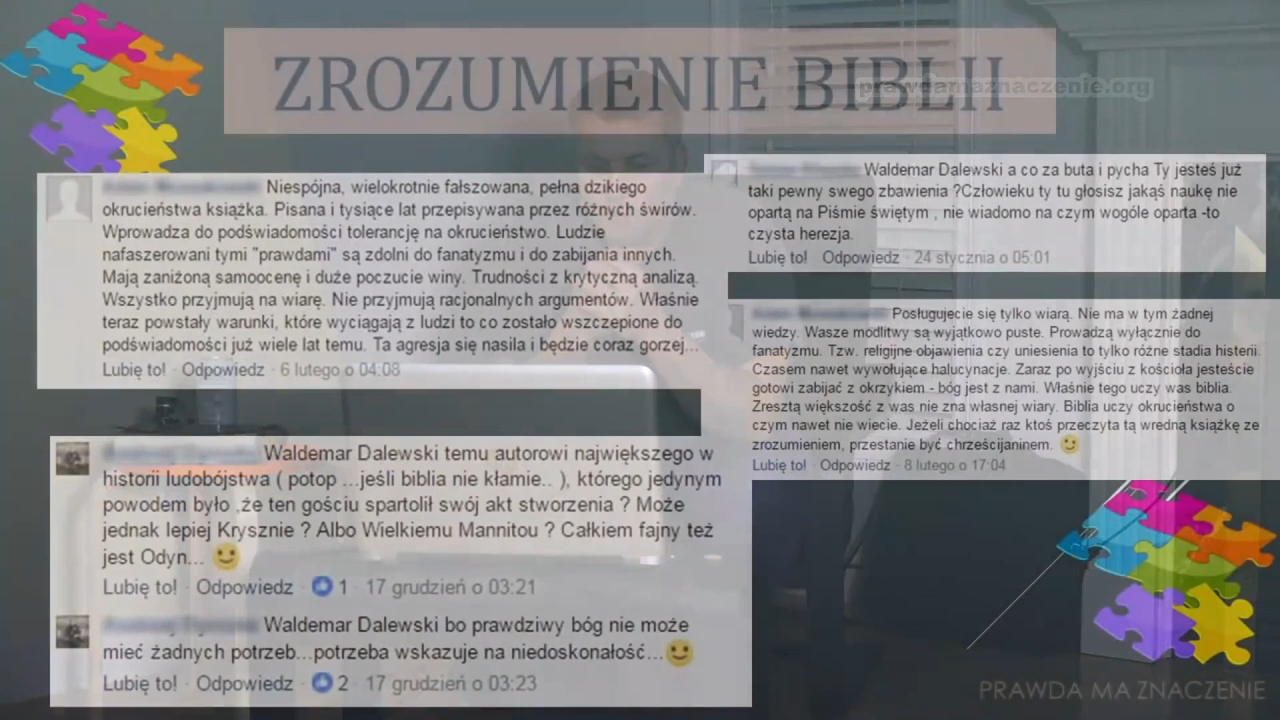 ZROZUMIENIE BIBLII
prawdamaznaczenie.org
Niespójna, wielokrotnie fałszowana, pełna dzikiego
okrucieństwa książka. Pisana i tysiące lat przepisywana przez różnych świrów.
Wprowadza do podświadomości tolerancję na okrucieństwo. Ludzie
nafaszerowani tymi "prawdami" są zdolni do fanatyzmu i do zabijania innych.
Mają zaniżoną samoocenę i duże poczucie winy. Trudności z krytyczną analizą.
Wszystko przyjmują na wiarę. Nie przyjmują racjonalnych argumentów. Właśnie
teraz powstały warunki, które wyciągają z ludzi to co zostało wszczepione do
podświadomości już wiele lat temu. Ta agresja się nasila i będzie coraz gorzej...
Lubię to! · Odpowiedz · 6 lutego o 04:08
Waldemar Dalewski temu autorowi największego w
historii ludobójstwa ( potop ...jeśli biblia nie kłamie.. ), którego jedynym
powodem było ,że ten gościu spartolił swój akt stworzenia ? Może
jednak lepiej Krysznie ? Albo Wielkiemu Mannitou ? Całkiem fajny też
jest Odyn... 🙂
Lubię to! · Odpowiedz · 1 · 17 grudzień o 03:21
Waldemar Dalewski bo prawdziwy bóg nie może
mieć żadnych potrzeb...potrzeba wskazuje na niedoskonałość... 🙂
Lubię to! · Odpowiedz · 2 · 17 grudzień o 03:23
Waldemar Dalewski a co za buta i pycha Ty jesteś już
taki pewny swego zbawienia ?Człowieku ty tu głosisz jakąś naukę nie
opartą na Piśmie świętym , nie wiadomo na czym wogóle oparta -to
czysta herezja.
Lubię to! · Odpowiedz · 24 stycznia o 05:01
Posługujecie się tylko wiarą. Nie ma w tym żadnej
wiedzy. Wasze modlitwy są wyjątkowo puste. Prowadzą wyłącznie do
fanatyzmu. Tzw. religijne objawienia czy uniesienia to tylko różne stadia histerii.
Czasem nawet wywołujące halucynacje. Zaraz po wyjściu z kościoła jesteście
gotowi zabijać z okrzykiem - bóg jest z nami. Właśnie tego uczy was biblia.
Zresztą większość z was nie zna własnej wiary. Biblia uczy okrucieństwa o
czym nawet nie wiecie. Jeżeli chociaż raz ktoś przeczyta tą wredną książkę ze
zrozumieniem, przestanie być chrześcijaninem. 😉
Lubię to! · Odpowiedz · 8 lutego o 17:04
PRAWDA MA ZNACZENIE